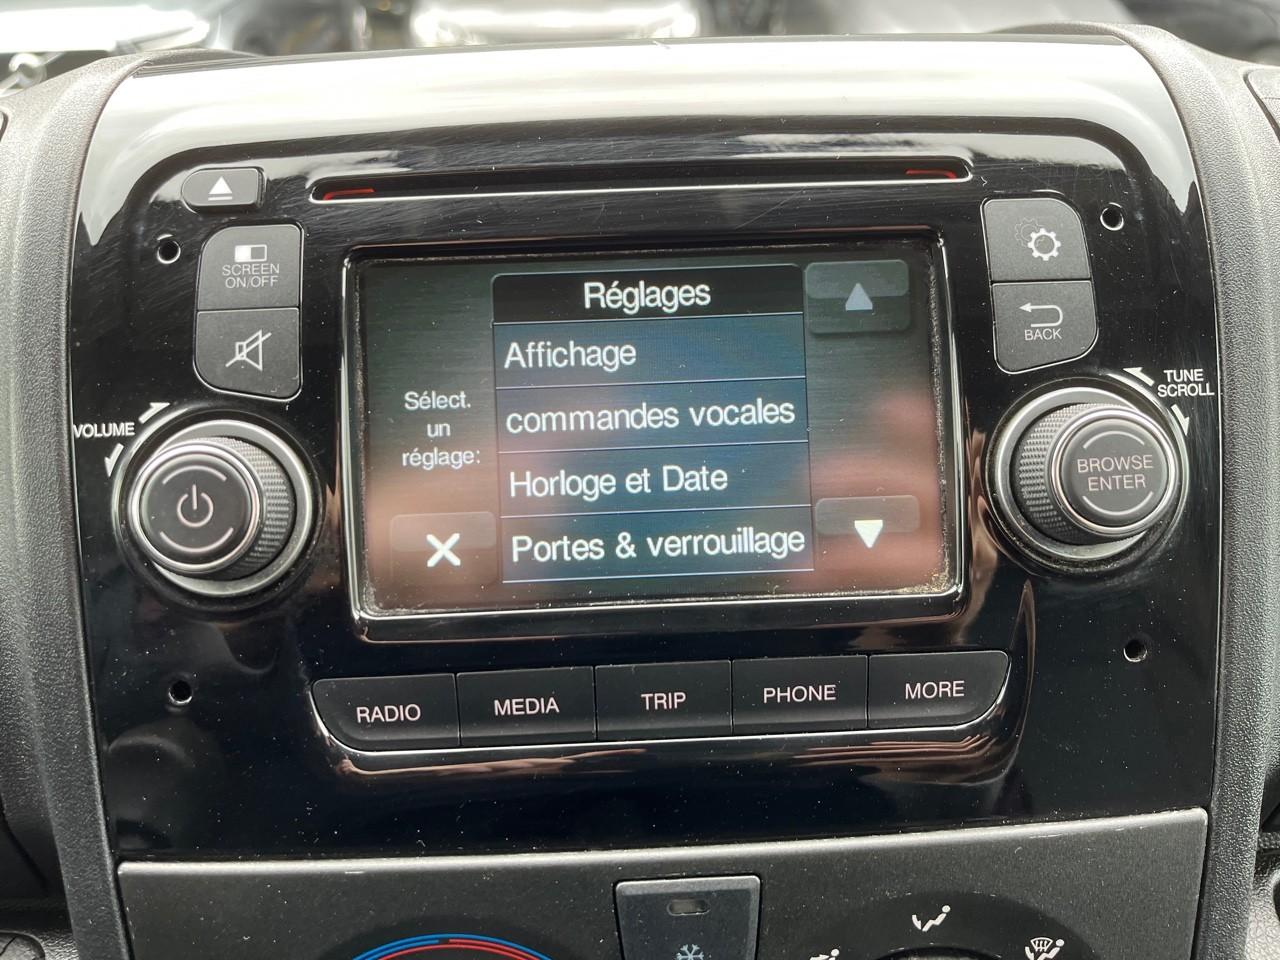 SCREEN
ON/OFF
BACK
VOLUME
TUNE
SCROLL
Réglages
Affichage
commandes vocales
Horloge et Date
Portes & verrouillage
Sélect.
un
réglage:
BROWSE
ENTER
RADIO
MEDIA
TRIP
PHONE
MORE